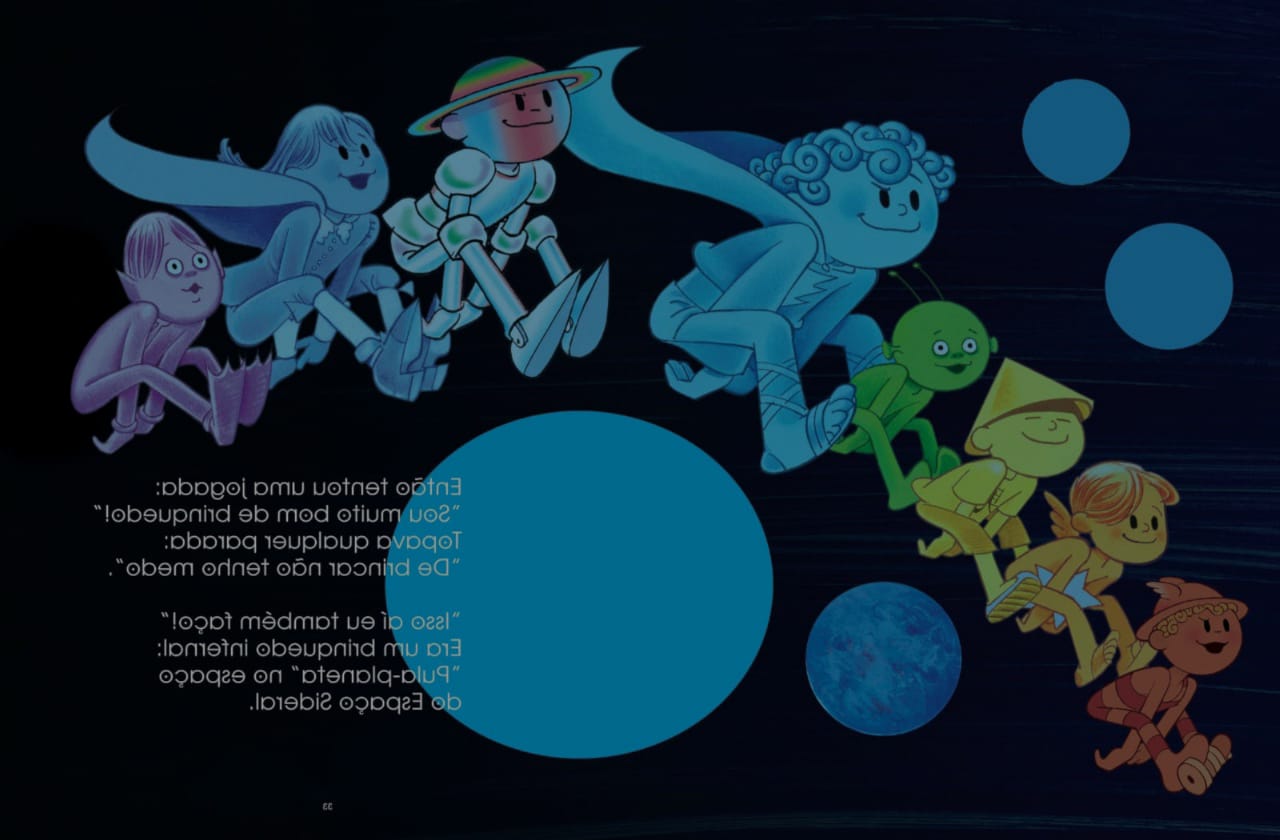 Então tentou uma jogada:
"Sou muito bom de brinquedo!"
Topava qualquer parada:
"De brincar não tenho medo".
"Isso aí eu também faço!"
Era um brinquedo infernal:
"Pula-planeta" no espaço
do Espaço Sideral.
33